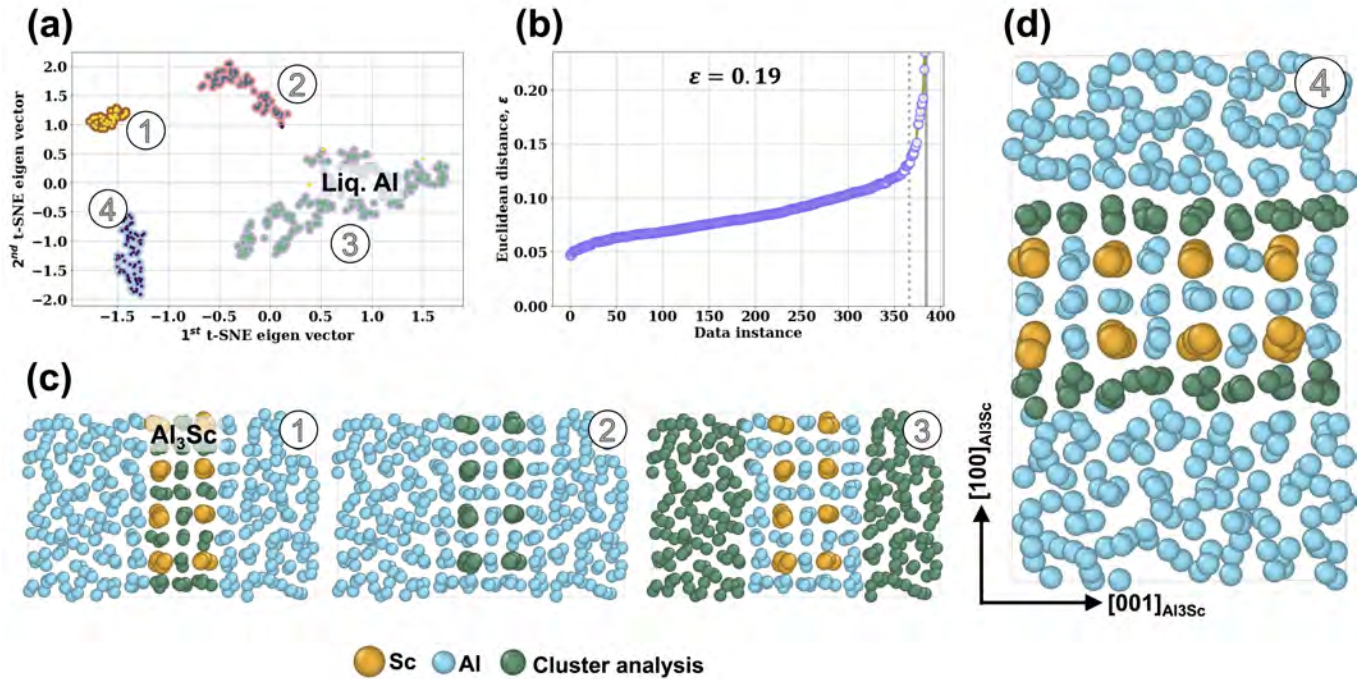 (a)
2.0
1.5
1.0
0.5
0.0
−0.5
−1.0
−1.5
−2.0
2nd t-SNE eigen vector
1
2
Liq. Al
4
3
−1.5 −1.0 −0.5 0.0 0.5 1.0 1.5
1st t-SNE eigen vector
(b)
ε = 0.19
0.20
0.15
0.10
0.05
0.00
Euclidean distance, ε
0 50 100 150 200 250 300 350 400
Data instance
(c)
Al3Sc
1
2
3
(d)
4
[100]Al3Sc
[001]Al3Sc
Sc Al Cluster analysis